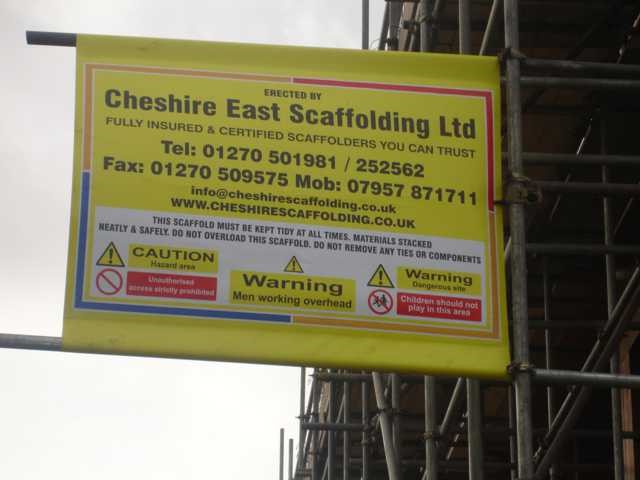 ERECTED BY
Cheshire East Scaffolding Ltd
FULLY INSURED & CERTIFIED SCAFFOLDERS YOU CAN TRUST
Tel: 01270 501981 / 252562
Fax: 01270 509575 Mob: 07957 871711
info@cheshirescaffolding.co.uk
WWW.CHESHIRESCAFFOLDING.CO.UK
THIS SCAFFOLD MUST BE KEPT TIDY AT ALL TIMES. MATERIALS STACKED
NEATLY & SAFELY. DO NOT OVERLOAD THIS SCAFFOLD. DO NOT REMOVE ANY TIES OR COMPONENTS
CAUTION
Hazard area
Unauthorised
access strictly prohibited
Warning
Men working overhead
Warning
Dangerous site
Children should not
play in this area